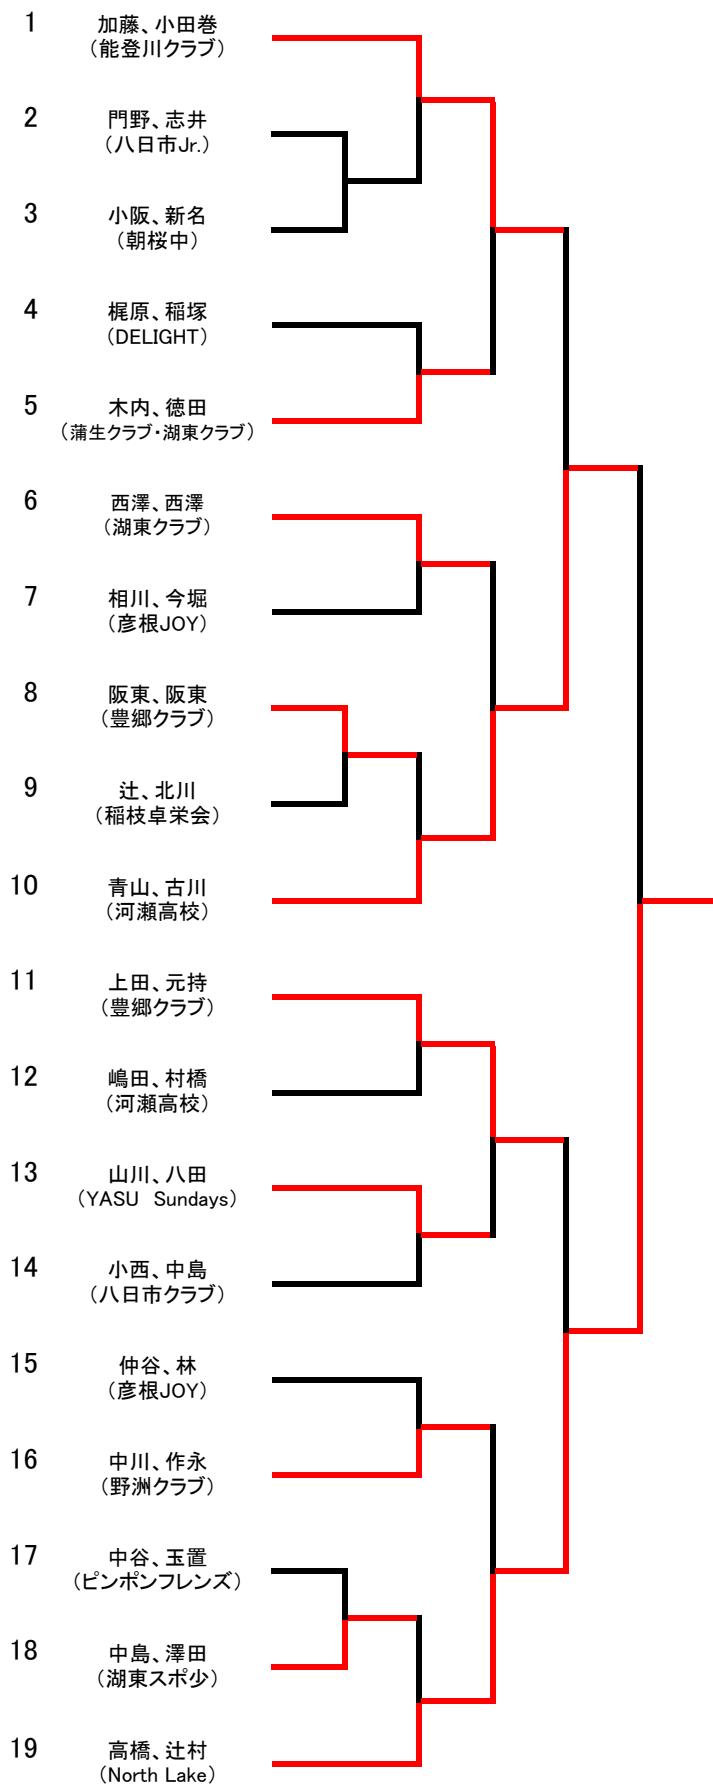 1 加藤、小田巻
(能登川クラブ)
2 門野、志井
(八日市Jr.)
3 小阪、新名
(朝桜中)
4 梶原、稲塚
(DELIGHT)
5 木内、徳田
(蒲生クラブ・湖東クラブ)
6 西澤、西澤
(湖東クラブ)
7 相川、今堀
(彦根JOY)
8 阪東、阪東
(豊郷クラブ)
9 辻、北川
(稲枝卓栄会)
10 青山、古川
(河瀬高校)
11 上田、元持
(豊郷クラブ)
12 嶋田、村橋
(河瀬高校)
13 山川、八田
(YASU Sundays)
14 小西、中島
(八日市クラブ)
15 仲谷、林
(彦根JOY)
16 中川、作永
(野洲クラブ)
17 中谷、玉置
(ピンポンフレンズ)
18 中島、澤田
(湖東スポ少)
19 高橋、辻村
(North Lake)